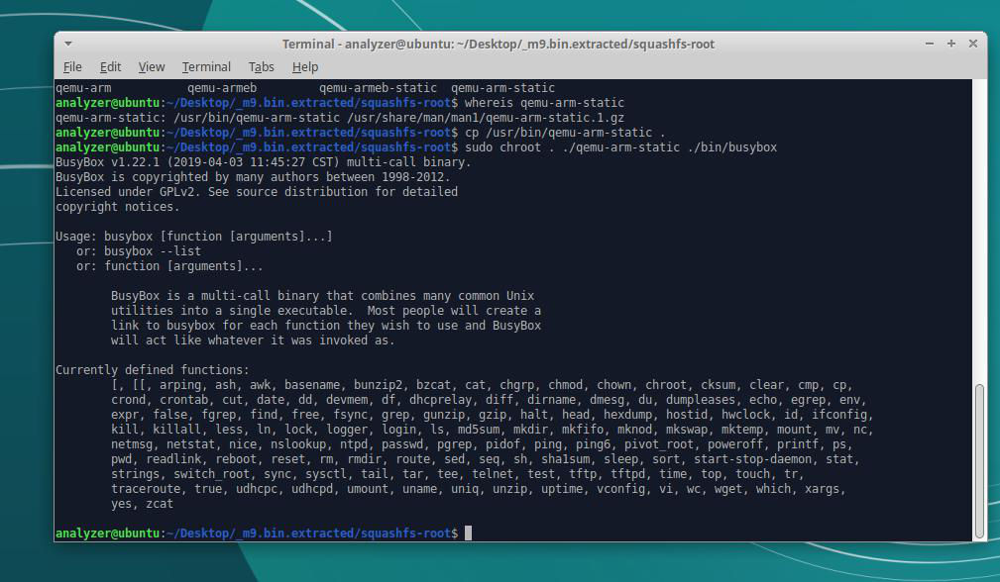 Terminal - analyzer@ubuntu: ~/Desktop/_m9.bin.extracted/squashfs-root
File Edit View Terminal Tabs Help
qemu-arm           qemu-armeb         qemu-armeb-static  qemu-arm-static
analyzer@ubuntu:~/Desktop/_m9.bin.extracted/squashfs-root$ whereis qemu-arm-static
qemu-arm-static: /usr/bin/qemu-arm-static /usr/share/man/man1/qemu-arm-static.1.gz
analyzer@ubuntu:~/Desktop/_m9.bin.extracted/squashfs-root$ cp /usr/bin/qemu-arm-static .
analyzer@ubuntu:~/Desktop/_m9.bin.extracted/squashfs-root$ sudo chroot . ./qemu-arm-static ./bin/busybox
BusyBox v1.22.1 (2019-04-03 11:45:27 CST) multi-call binary.
BusyBox is copyrighted by many authors between 1998-2012.
Licensed under GPLv2. See source distribution for detailed
copyright notices.
Usage: busybox [function [arguments]...]
   or: busybox --list
   or: function [arguments]...
        BusyBox is a multi-call binary that combines many common Unix
        utilities into a single executable.  Most people will create a
        link to busybox for each function they wish to use and BusyBox
        will act like whatever it was invoked as.
Currently defined functions:
        [, [[, arping, ash, awk, basename, bunzip2, bzcat, cat, chgrp, chmod, chown, chroot, cksum, clear, cmp, cp,
        crond, crontab, cut, date, dd, devmem, df, dhcprelay, diff, dirname, dmesg, du, dumpleases, echo, egrep, env,
        expr, false, fgrep, find, free, fsync, grep, gunzip, gzip, halt, head, hexdump, hostid, hwclock, id, ifconfig,
        kill, killall, less, ln, lock, logger, login, ls, md5sum, mkdir, mkfifo, mknod, mkswap, mktemp, mount, mv, nc,
        netmsg, netstat, nice, nslookup, ntpd, passwd, pgrep, pidof, ping, ping6, pivot_root, poweroff, printf, ps,
        pwd, readlink, reboot, reset, rm, rmdir, route, sed, seq, sh, sha1sum, sleep, sort, start-stop-daemon, stat,
        strings, switch_root, sync, sysctl, tail, tar, tee, telnet, test, tftp, tftpd, time, top, touch, tr,
        traceroute, true, udhcpc, udhcpd, umount, uname, uniq, unzip, uptime, vconfig, vi, wc, wget, which, xargs,
        yes, zcat
analyzer@ubuntu:~/Desktop/_m9.bin.extracted/squashfs-root$